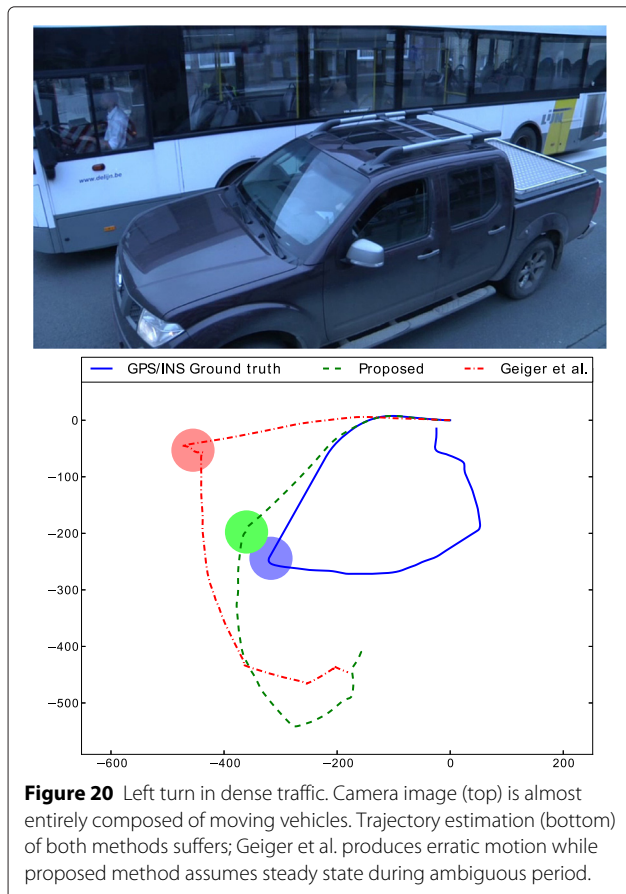 www.delijn.be
GPS/INS Ground truth
Proposed
Geiger et al.
0
−100
−200
−300
−400
−500
−600
−400
−200
0
200
Figure 20 Left turn in dense traffic. Camera image (top) is almost
entirely composed of moving vehicles. Trajectory estimation (bottom)
of both methods suffers; Geiger et al. produces erratic motion while
proposed method assumes steady state during ambiguous period.